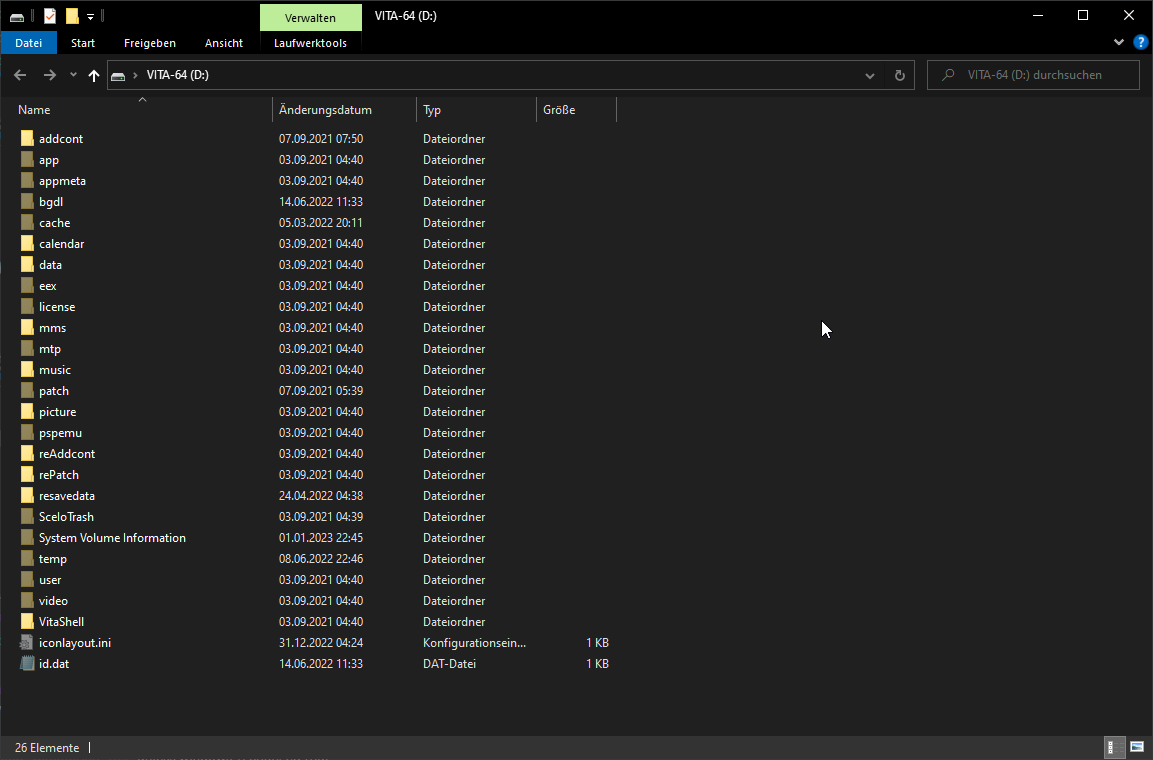 Verwalten VITA-64 (D:)
Datei Start Freigeben Ansicht Laufwerktools
VITA-64 (D:) VITA-64 (D:) durchsuchen
Name Änderungsdatum Typ Größe
addcont 07.09.2021 07:50 Dateiordner
app 03.09.2021 04:40 Dateiordner
appmeta 03.09.2021 04:40 Dateiordner
bgdl 14.06.2022 11:33 Dateiordner
cache 05.03.2022 20:11 Dateiordner
calendar 03.09.2021 04:40 Dateiordner
data 03.09.2021 04:40 Dateiordner
eex 03.09.2021 04:40 Dateiordner
license 03.09.2021 04:40 Dateiordner
mms 03.09.2021 04:40 Dateiordner
mtp 03.09.2021 04:40 Dateiordner
music 03.09.2021 04:40 Dateiordner
patch 07.09.2021 05:39 Dateiordner
picture 03.09.2021 04:40 Dateiordner
pspemu 03.09.2021 04:40 Dateiordner
reAddcont 03.09.2021 04:40 Dateiordner
rePatch 03.09.2021 04:40 Dateiordner
resavedata 24.04.2022 04:38 Dateiordner
SceIoTrash 03.09.2021 04:39 Dateiordner
System Volume Information 01.01.2023 22:45 Dateiordner
temp 08.06.2022 22:46 Dateiordner
user 03.09.2021 04:40 Dateiordner
video 03.09.2021 04:40 Dateiordner
VitaShell 03.09.2021 04:40 Dateiordner
iconlayout.ini 31.12.2022 04:24 Konfigurationsein... 1 KB
id.dat 14.06.2022 11:33 DAT-Datei 1 KB
26 Elemente